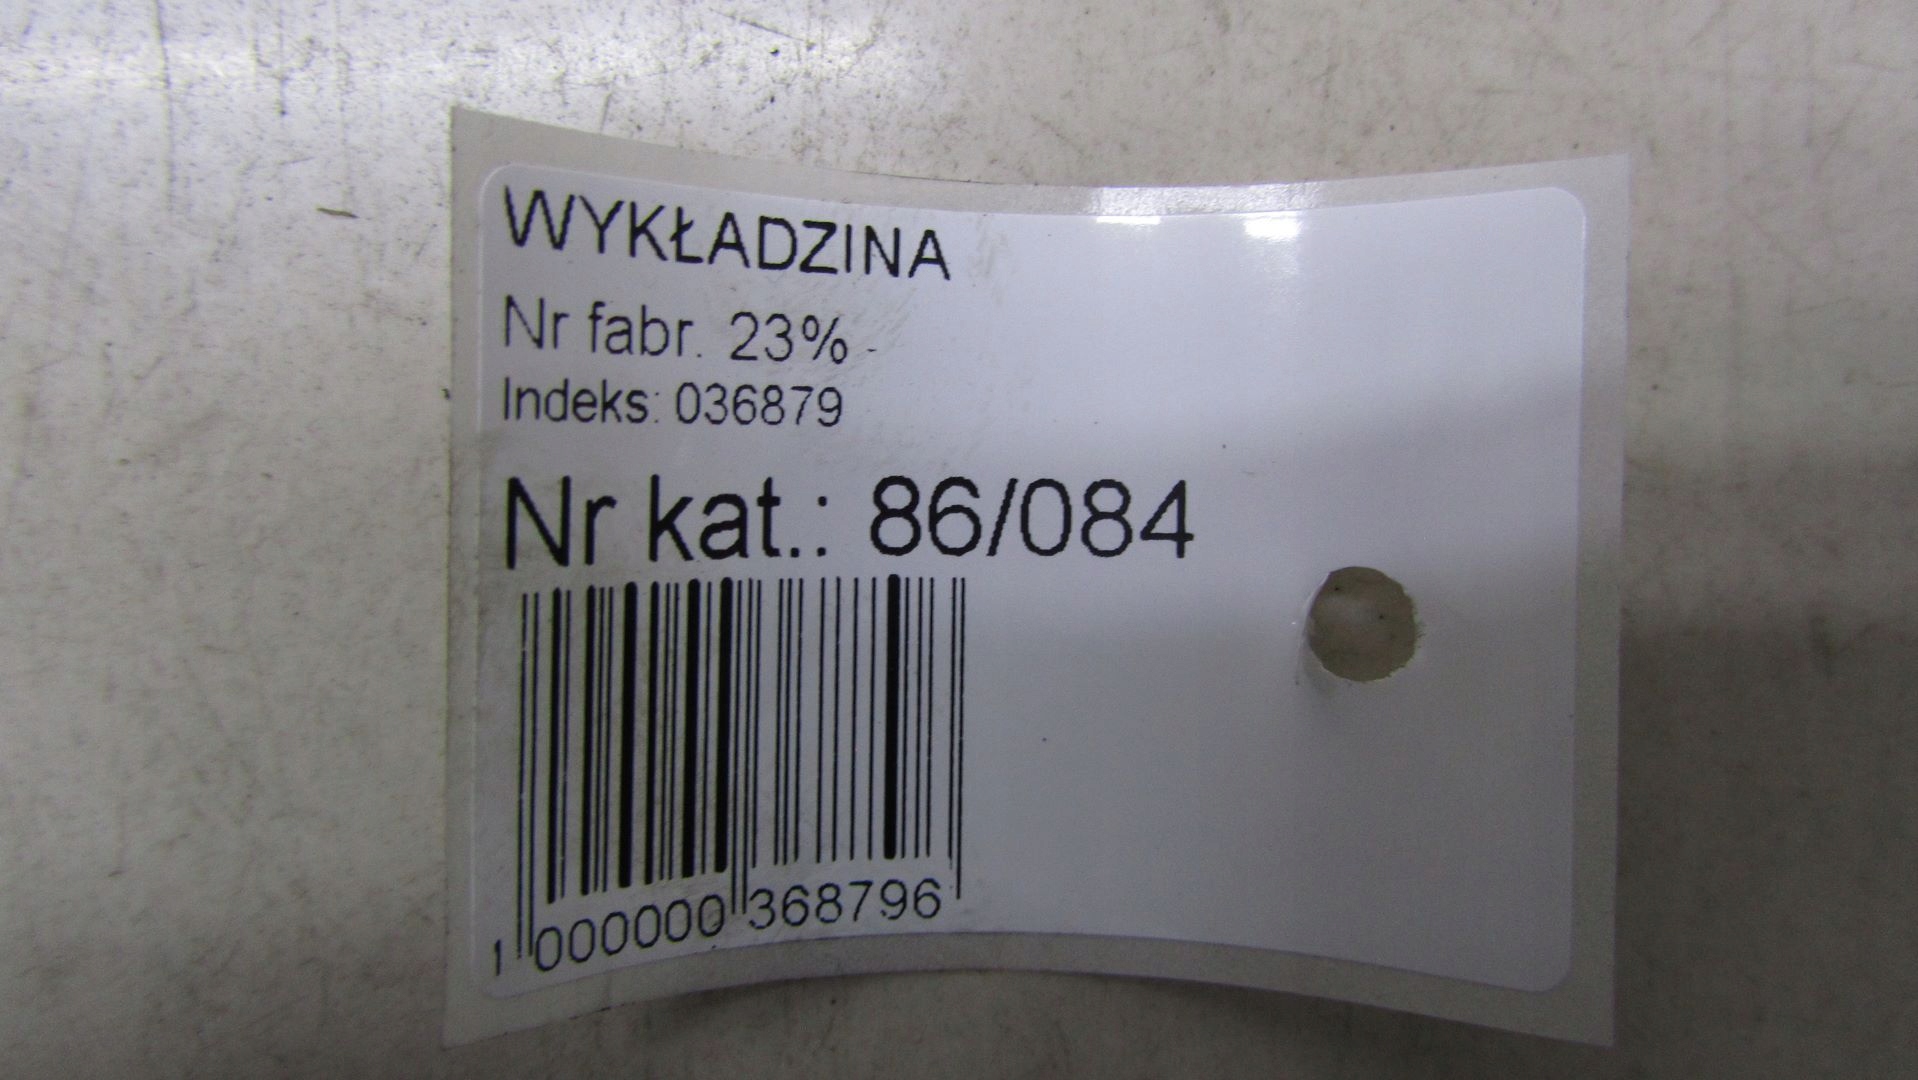 WYKŁADZINA
Nr fabr. 23% -
Indeks: 036879
Nr kat.: 86/084
1 000000 368796